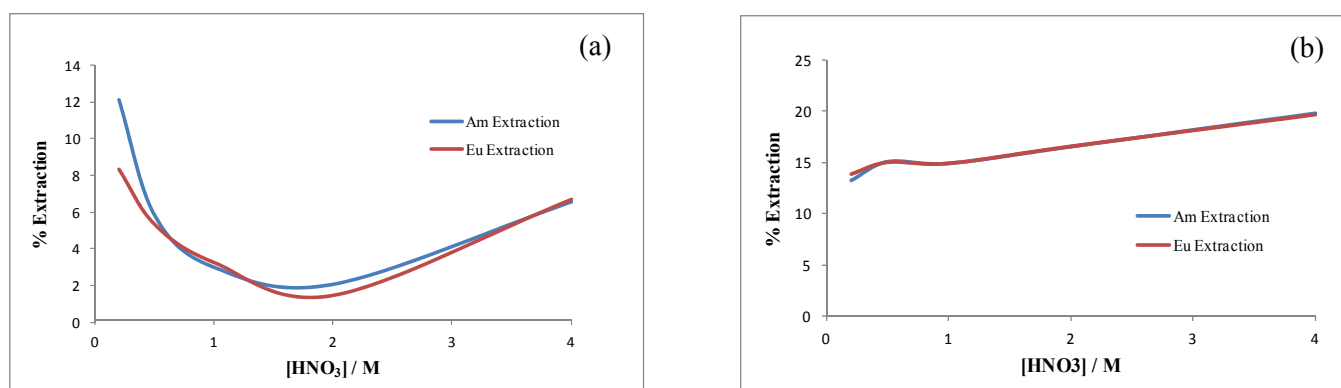 (a)
14
12
10
8
6
4
2
0
% Extraction
Am Extraction
Eu Extraction
0 1 2 3 4
[HNO₃] / M
(b)
25
20
15
10
5
0
% Extraction
Am Extraction
Eu Extraction
0 1 2 3 4
[HNO3] / M